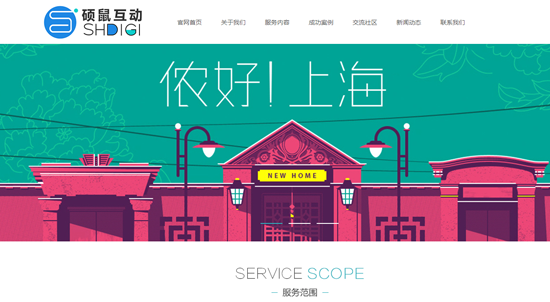 硕鼠互动
SHDIGI
官网首页 关于我们 服务内容 成功案例 交流社区 新闻动态 联系我们
侬好!上海
NEW HOME
SERVICE SCOPE
服务范围